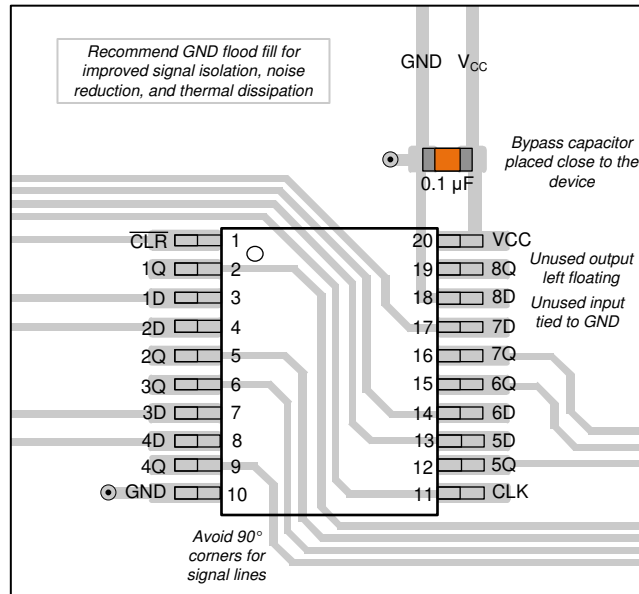 Recommend GND flood fill for
improved signal isolation, noise
reduction, and thermal dissipation
GND
VCC
Bypass capacitor
placed close to the
device
0.1 µF
CLR 1
20 VCC
1Q 2
19 8Q
Unused output
left floating
1D 3
18 8D
Unused input
tied to GND
2D 4
17 7D
2Q 5
16 7Q
3Q 6
15 6Q
3D 7
14 6D
4D 8
13 5D
4Q 9
12 5Q
GND 10
11 CLK
Avoid 90°
corners for
signal lines